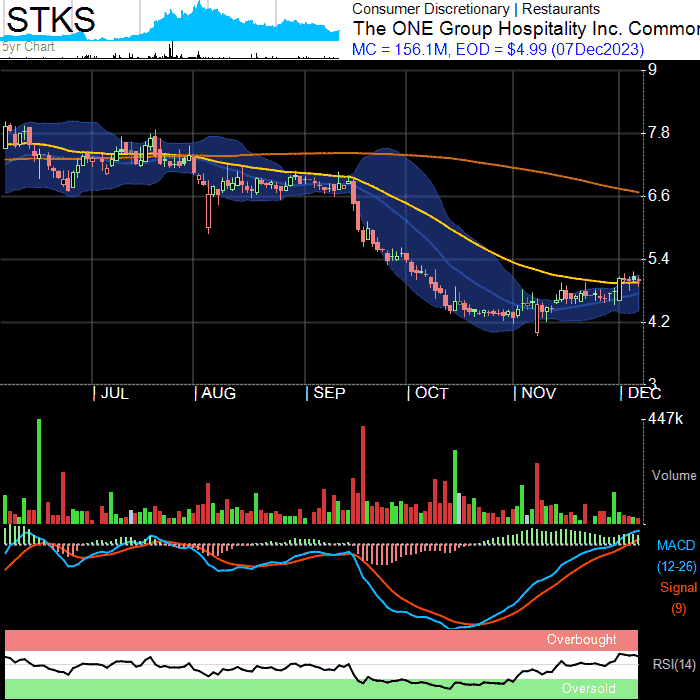 STKS
5yr Chart
Consumer Discretionary | Restaurants
The ONE Group Hospitality Inc. Common
MC = 156.1M, EOD = $4.99 (07Dec2023)
9
7.8
6.6
5.4
4.2
3
JUL AUG SEP OCT NOV DEC
447k
Volume
MACD
(12-26)
Signal
(9)
Overbought
RSI(14)
Oversold